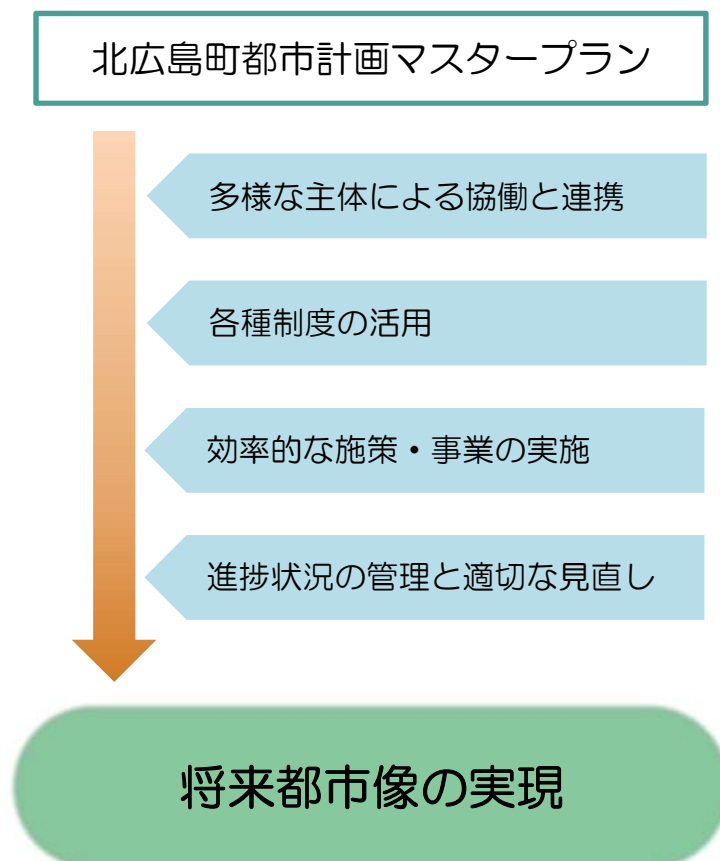 北広島町都市計画マスタープラン
多様な主体による協働と連携
各種制度の活用
効率的な施策・事業の実施
進捗状況の管理と適切な見直し
将来都市像の実現